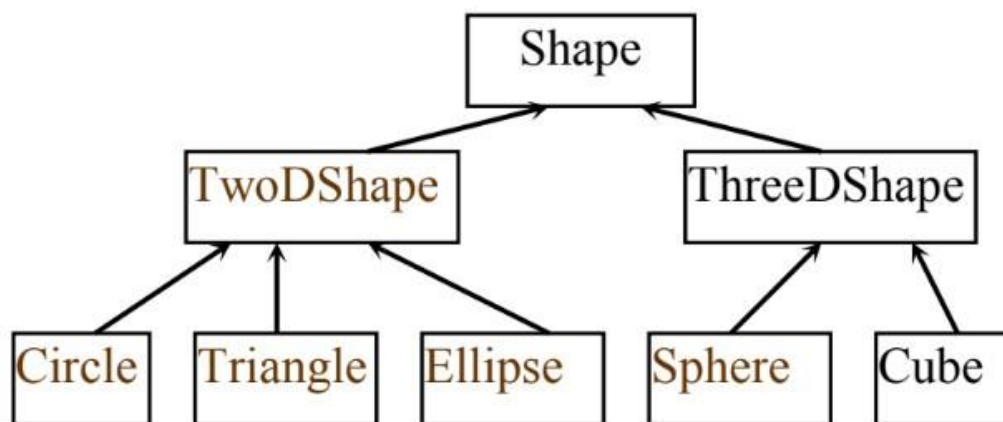 Shape
TwoDShape
ThreeDShape
Circle
Triangle
Ellipse
Sphere
Cube